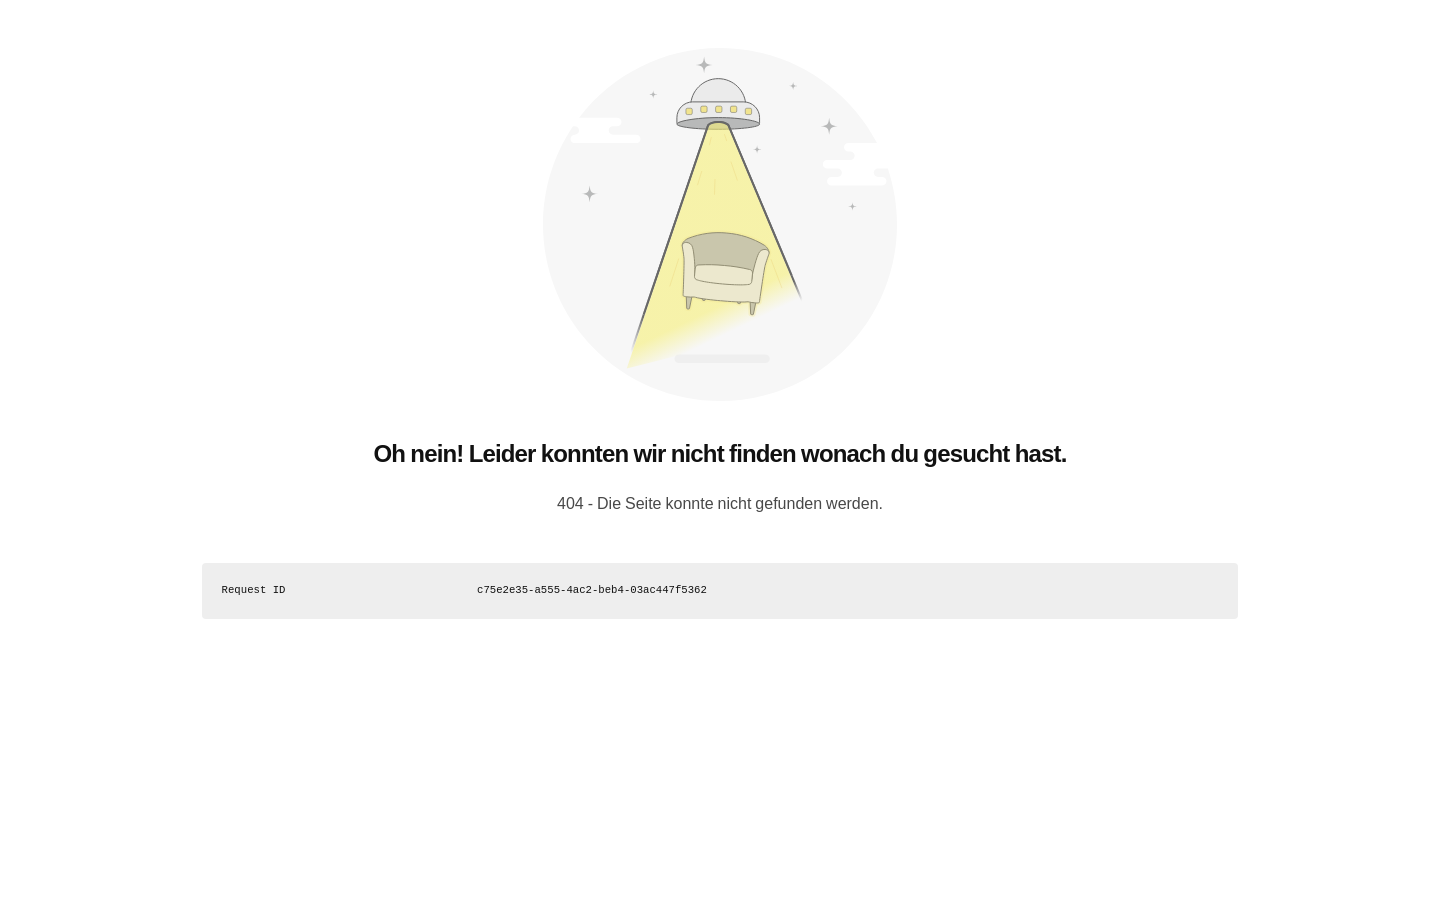 Oh nein! Leider konnten wir nicht finden wonach du gesucht hast.
404 - Die Seite konnte nicht gefunden werden.
Request ID c75e2e35-a555-4ac2-beb4-03ac447f5362